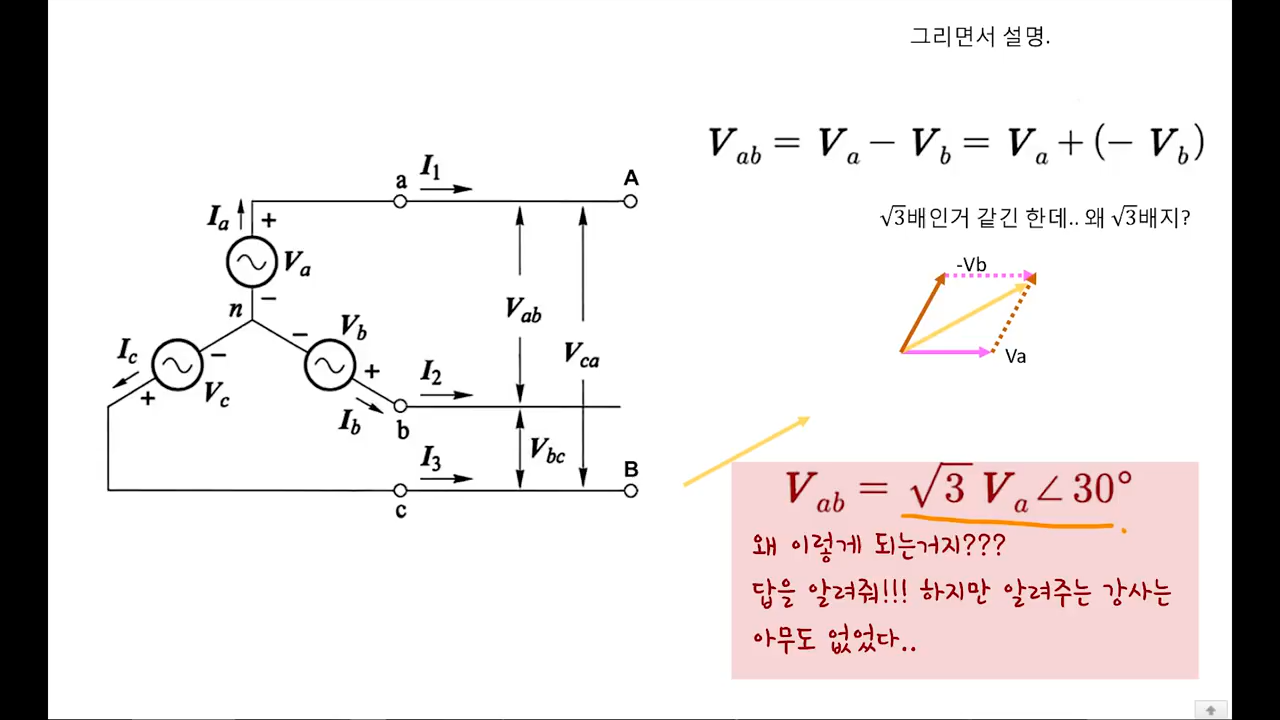 그리면서 설명.
V_ab = V_a − V_b = V_a + (− V_b)
√3배인거 같긴 한데.. 왜 √3배지?
-Vb
Va
a
I_1
A
I_a
+
V_a
−
n
V_ab
V_ca
I_c
−
+
V_c
−
V_b
+
I_b
b
I_2
V_bc
I_3
B
c
V_ab = √3 V_a∠30°
왜 이렇게 되는거지???
답을 알려줘!!! 하지만 알려주는 강사는
아무도 없었다..